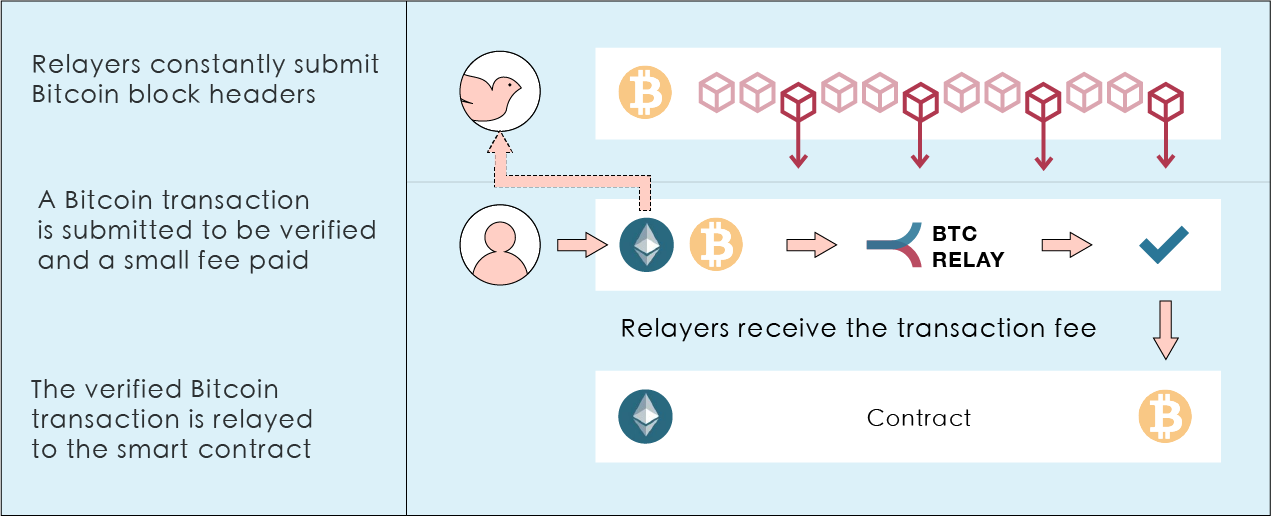 Relayers constantly submit
Bitcoin block headers
A Bitcoin transaction
is submitted to be verified
and a small fee paid
BTC
RELAY
Relayers receive the transaction fee
The verified Bitcoin
transaction is relayed
to the smart contract
Contract